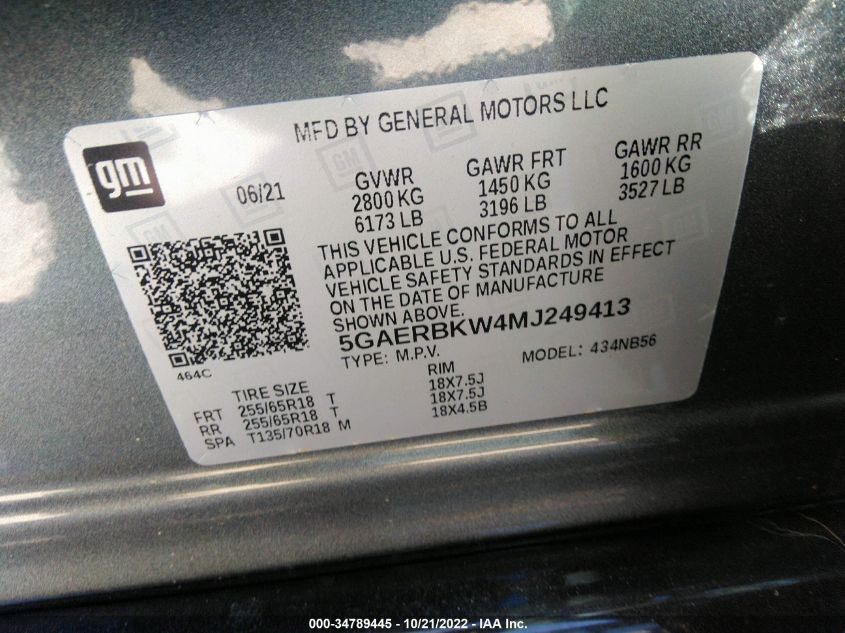 MFD BY GENERAL MOTORS LLC
gm
06/21
GVWR
2800 KG
6173 LB
GAWR FRT
1450 KG
3196 LB
GAWR RR
1600 KG
3527 LB
THIS VEHICLE CONFORMS TO ALL
APPLICABLE U.S. FEDERAL MOTOR
VEHICLE SAFETY STANDARDS IN EFFECT
ON THE DATE OF MANUFACTURE
SHOWN ABOVE.
5GAERBKW4MJ249413
TYPE: M.P.V.
MODEL: 434NB56
464C
TIRE SIZE
RIM
FRT 255/65R18 T 18X7.5J
RR 255/65R18 T 18X7.5J
SPA T135/70R18 M 18X4.5B
000-34789445 - 10/21/2022 - IAA Inc.